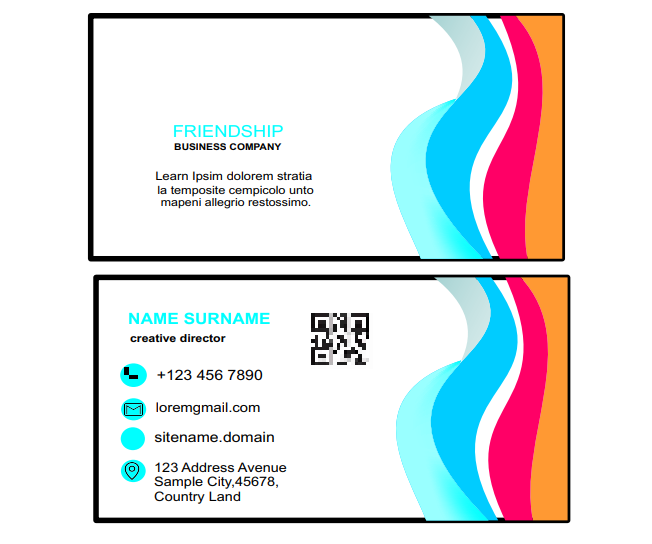 FRIENDSHIP
BUSINESS COMPANY
Learn Ipsim dolorem stratia
la temposite cempicolo unto
mapeni allegrio restossimo.
NAME SURNAME
creative director
+123 456 7890
loremgmail.com
sitename.domain
123 Address Avenue
Sample City,45678,
Country Land